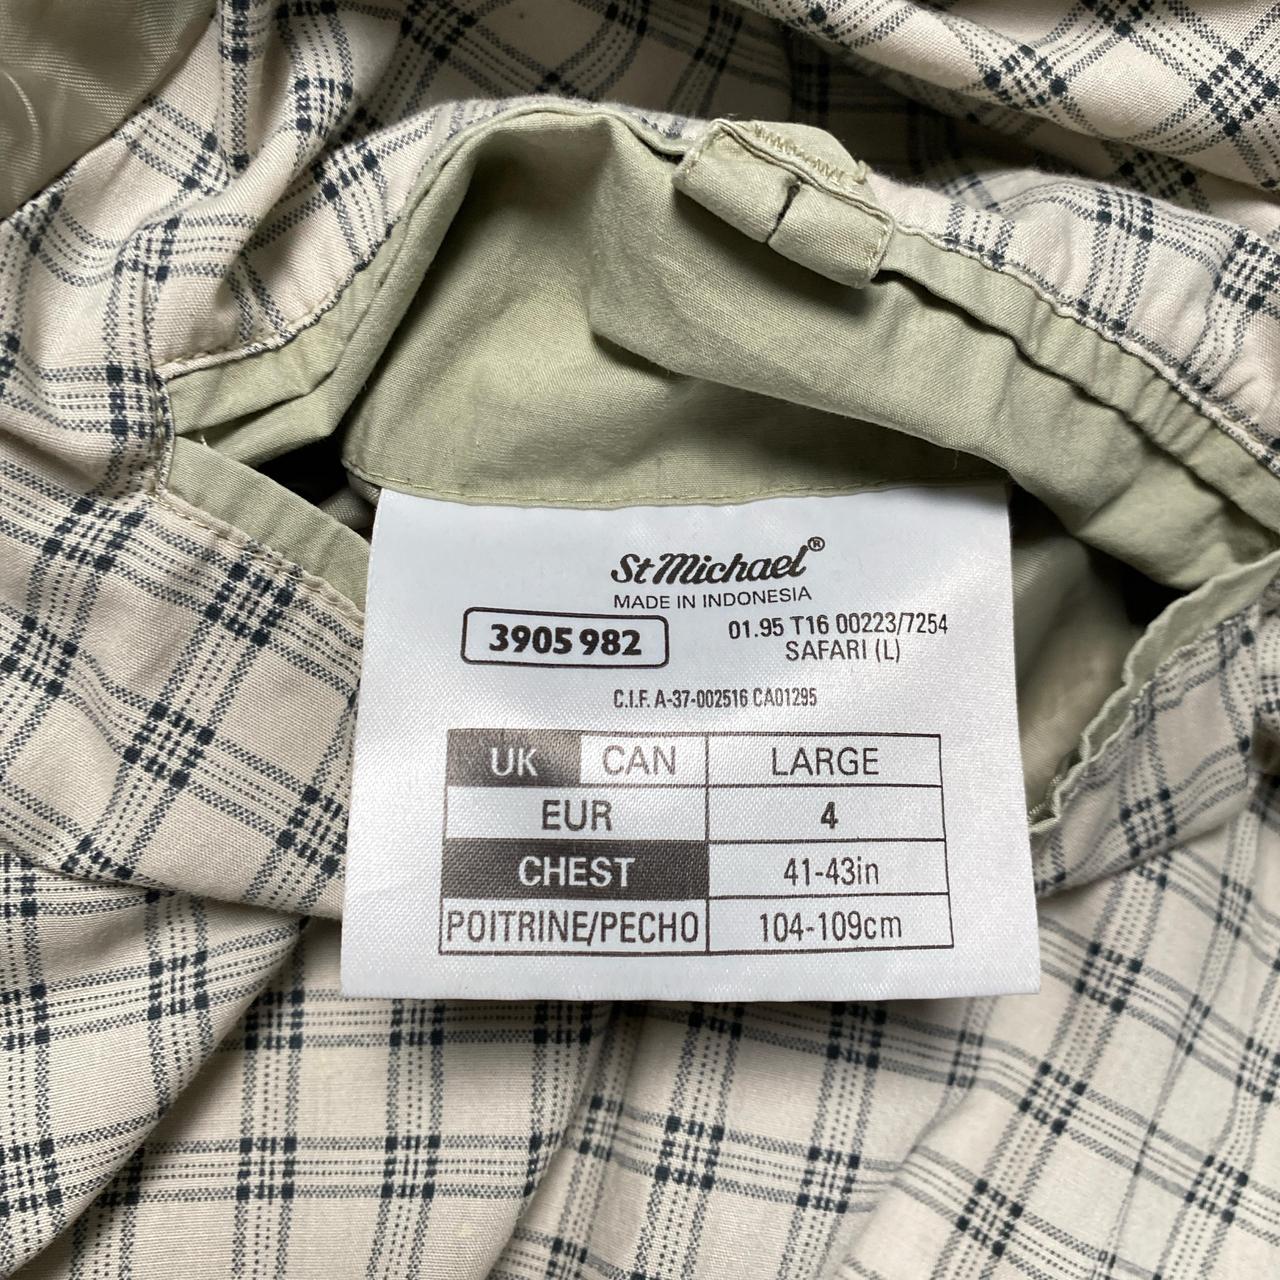 St Michael®
MADE IN INDONESIA
3905 982
01.95 T16 00223/7254
SAFARI (L)
C.I.F. A-37-002516 CA01295
UK CAN LARGE
EUR 4
CHEST 41-43in
POITRINE/PECHO 104-109cm